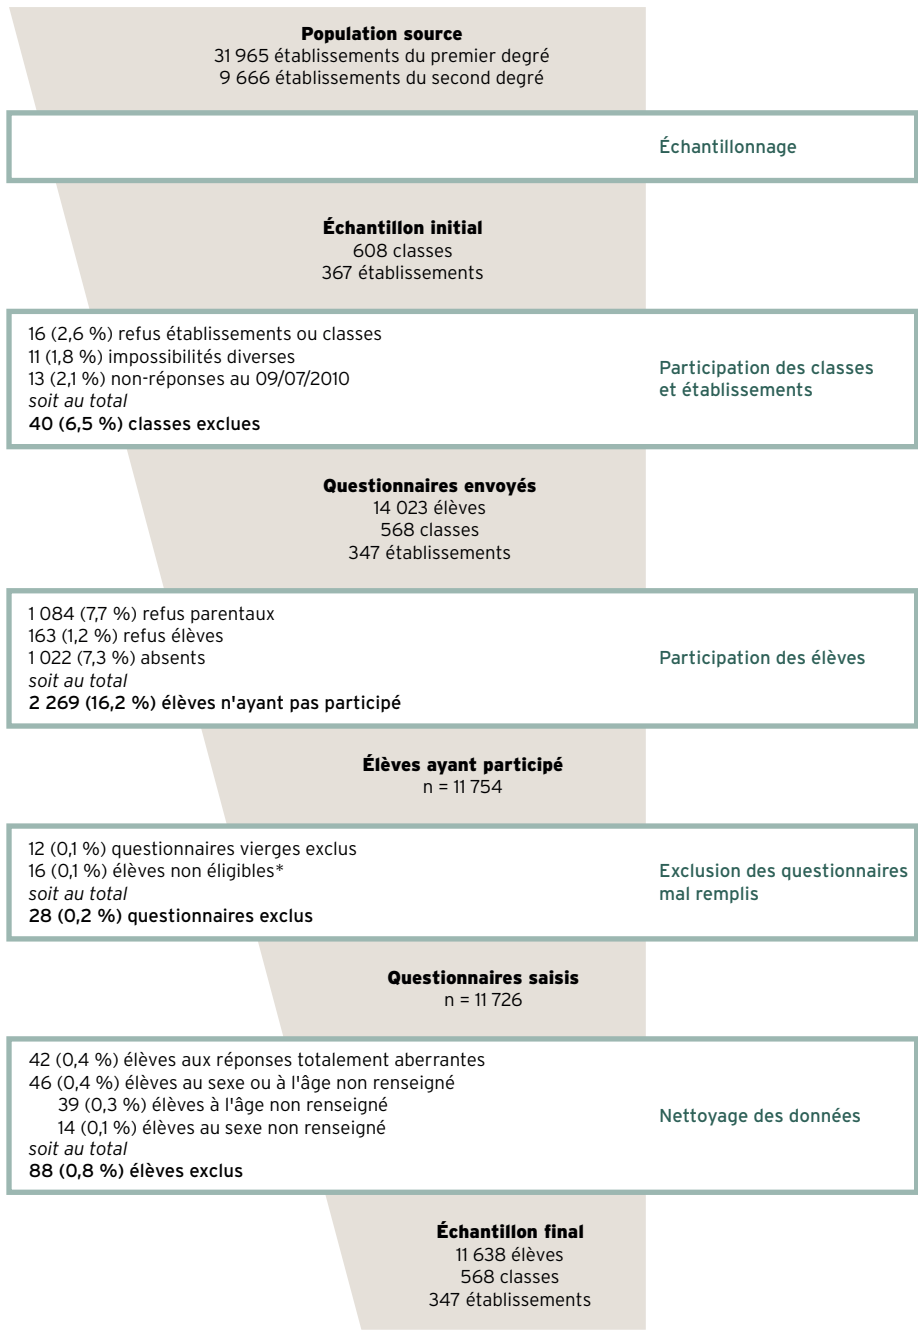 Population source
31 965 établissements du premier degré
9 666 établissements du second degré
Échantillonnage
Échantillon initial
608 classes
367 établissements
16 (2,6 %) refus établissements ou classes
11 (1,8 %) impossibilités diverses
13 (2,1 %) non-réponses au 09/07/2010
soit au total
40 (6,5 %) classes exclues
Participation des classes
et établissements
Questionnaires envoyés
14 023 élèves
568 classes
347 établissements
1 084 (7,7 %) refus parentaux
163 (1,2 %) refus élèves
1 022 (7,3 %) absents
soit au total
2 269 (16,2 %) élèves n'ayant pas participé
Participation des élèves
Élèves ayant participé
n = 11 754
12 (0,1 %) questionnaires vierges exclus
16 (0,1 %) élèves non éligibles*
soit au total
28 (0,2 %) questionnaires exclus
Exclusion des questionnaires
mal remplis
Questionnaires saisis
n = 11 726
42 (0,4 %) élèves aux réponses totalement aberrantes
46 (0,4 %) élèves au sexe ou à l'âge non renseigné
39 (0,3 %) élèves à l'âge non renseigné
14 (0,1 %) élèves au sexe non renseigné
soit au total
88 (0,8 %) élèves exclus
Nettoyage des données
Échantillon final
11 638 élèves
568 classes
347 établissements